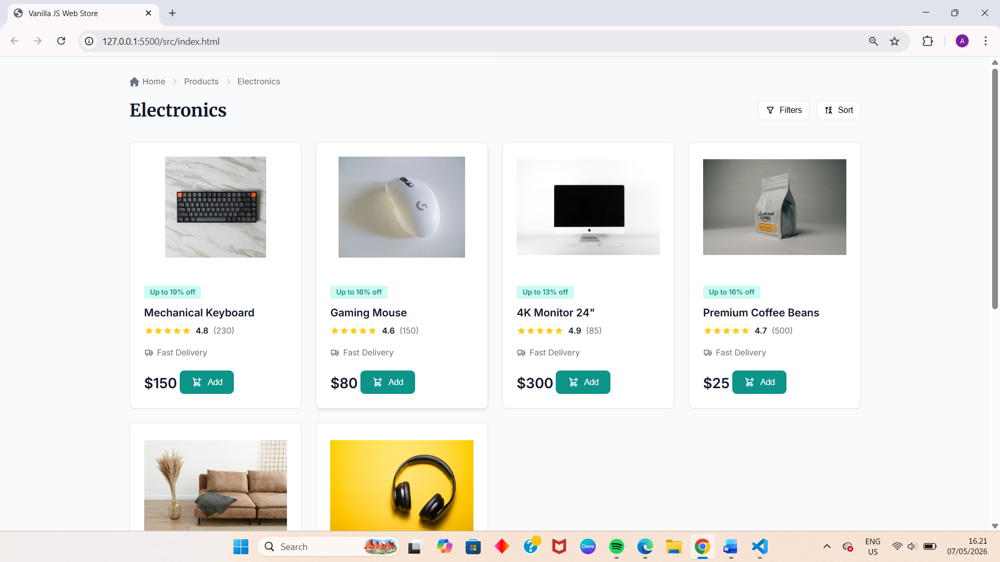 Vanilla JS Web Store
127.0.0.1:5500/src/index.html
A
Home
Products
Electronics
Electronics
Filters
Sort
COFFEE
Up to 19% off
Up to 16% off
Up to 13% off
Up to 16% off
Mechanical Keyboard
Gaming Mouse
4K Monitor 24"
Premium Coffee Beans
4.8 (230)
4.6 (150)
4.9 (85)
4.7 (500)
Fast Delivery
Fast Delivery
Fast Delivery
Fast Delivery
$150
Add
$80
Add
$300
Add
$25
Add
Search
Canva
W
ENG
US
16.21
07/05/2026